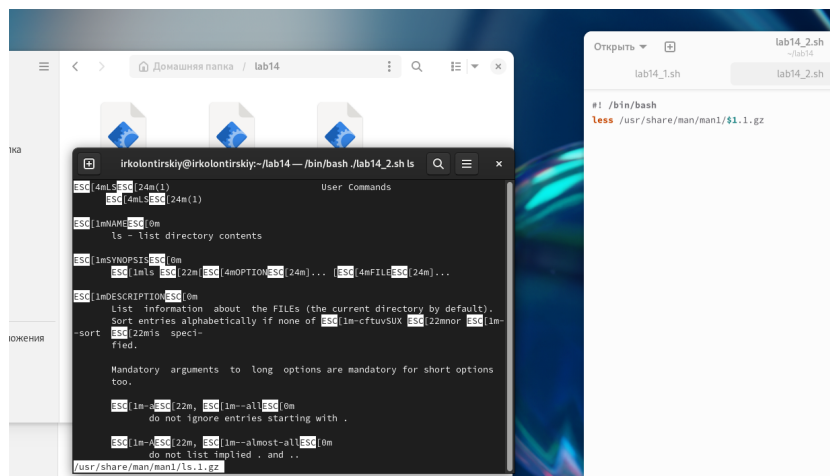 Домашняя папка / lab14
пка
ложения
irkolontirskiy@irkolontirskiy:~/lab14 — /bin/bash ./lab14_2.sh ls
ESC[4mLSESC[24m(1) User Commands
ESC[4mLSESC[24m(1)
ESC[1mNAMEESC[0m
ls - list directory contents
ESC[1mSYNOPSISESC[0m
ESC[1mls ESC[22m[ESC[4mOPTIONESC[24m]... [ESC[4mFILEESC[24m]...
ESC[1mDESCRIPTIONESC[0m
List information about the FILEs (the current directory by default).
Sort entries alphabetically if none of ESC[1m-cftuvSUX ESC[22mnor ESC[1m-
-sort ESC[22mis speci-
fied.
Mandatory arguments to long options are mandatory for short options
too.
ESC[1m-aESC[22m, ESC[1m--allESC[0m
do not ignore entries starting with .
ESC[1m-AESC[22m, ESC[1m--almost-allESC[0m
do not list implied . and ..
/usr/share/man/man1/ls.1.gz
Открыть
lab14_2.sh
~/lab14
lab14_1.sh
lab14_2.sh
#! /bin/bash
less /usr/share/man/man1/$1.1.gz